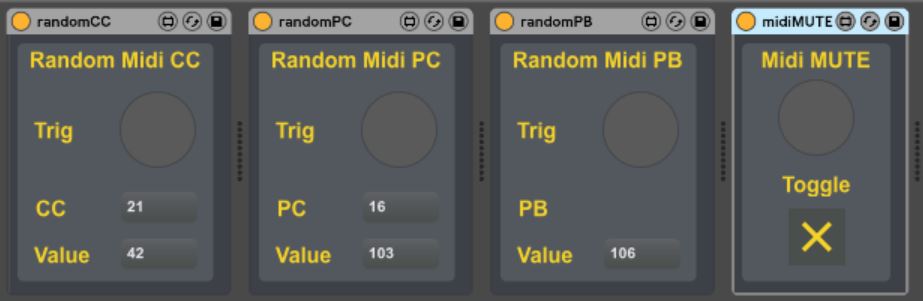 randomCC
Random Midi CC
Trig
CC 21
Value 42
randomPC
Random Midi PC
Trig
PC 16
Value 103
randomPB
Random Midi PB
Trig
PB
Value 106
midiMUTE
Midi MUTE
Toggle